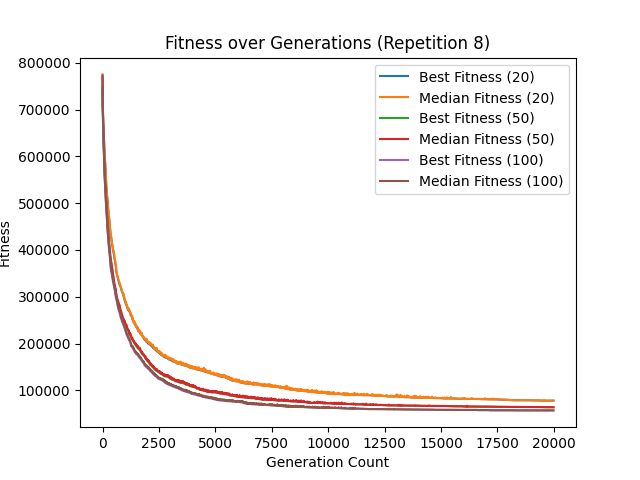 Fitness over Generations (Repetition 8)
800000
700000
600000
500000
400000
300000
200000
100000
Fitness
Best Fitness (20)
Median Fitness (20)
Best Fitness (50)
Median Fitness (50)
Best Fitness (100)
Median Fitness (100)
0 2500 5000 7500 10000 12500 15000 17500 20000
Generation Count